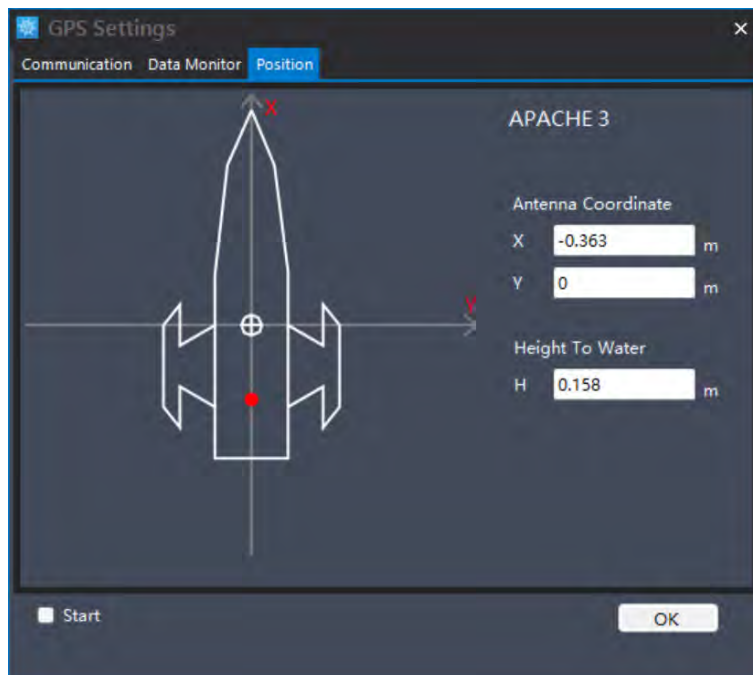 GPS Settings
Communication Data Monitor Position
X
Y
APACHE 3
Antenna Coordinate
X -0.363 m
Y 0 m
Height To Water
H 0.158 m
Start OK